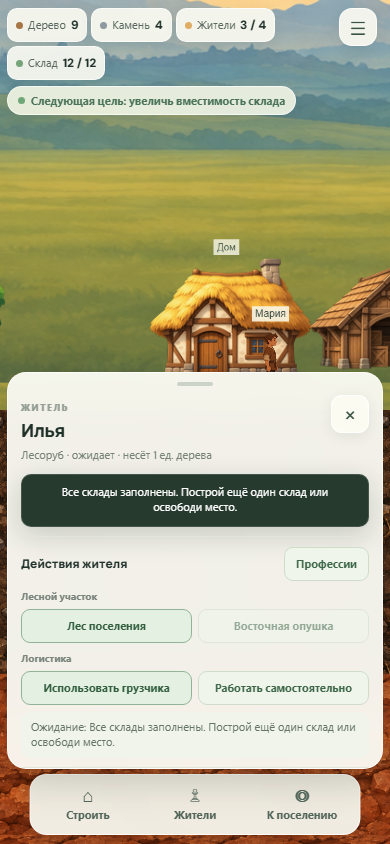 Дерево 9
Камень 4
Жители 3 / 4
Склад 12 / 12
Следующая цель: увеличь вместимость склада
Дом
Мария
ЖИТЕЛЬ
Илья
Лесоруб · ожидает · несёт 1 ед. дерева
Все склады заполнены. Построй ещё один склад или
освободи место.
Действия жителя
Профессии
Лесной участок
Лес поселения
Восточная опушка
Логистика
Использовать грузчика
Работать самостоятельно
Ожидание: Все склады заполнены. Построй ещё один склад или
освободи место.
Строить
Жители
К поселению